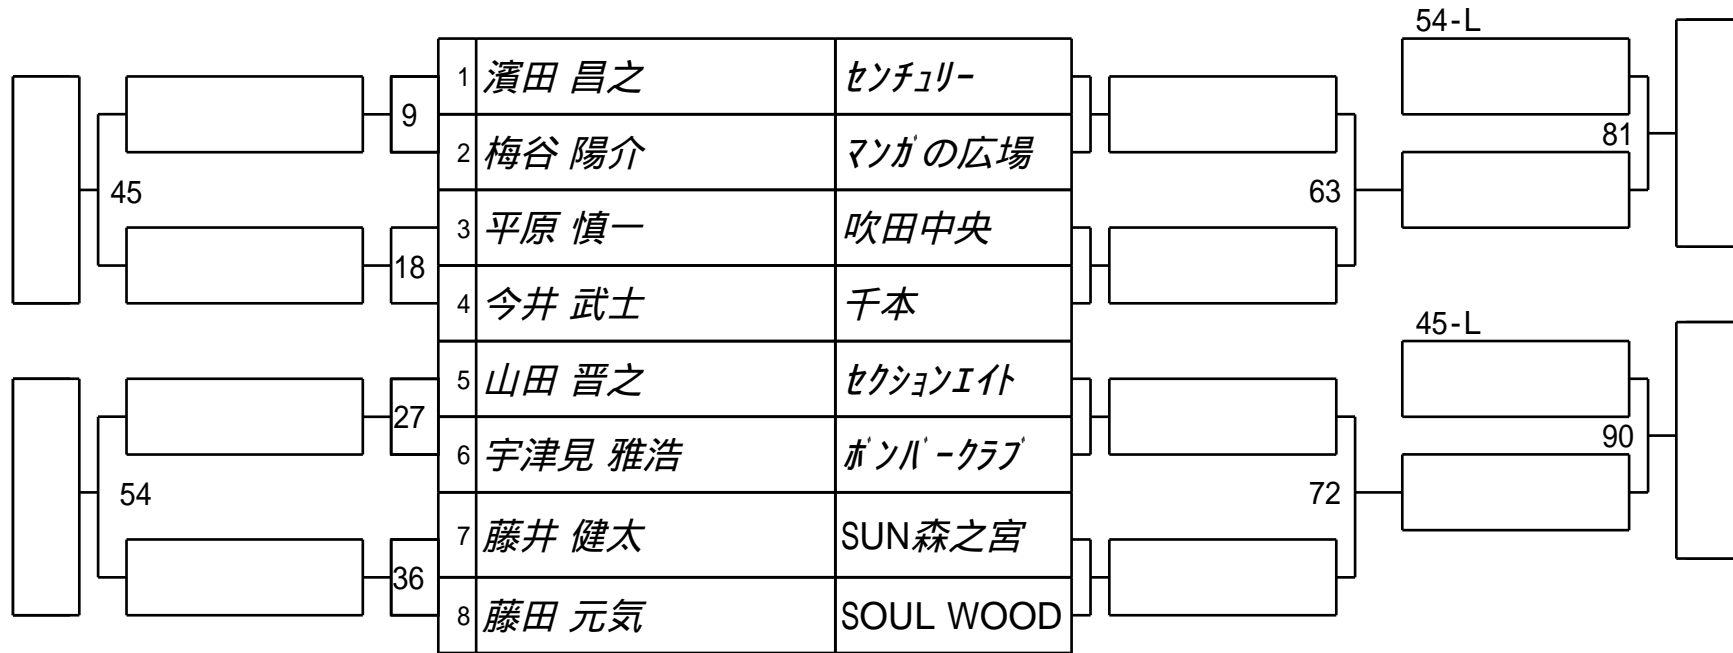 54-L
1 濱田 昌之 ｾﾝﾁｭﾘｰ
9
2 梅谷 陽介 ﾏﾝｶﾞの広場
81
45
63
3 平原 慎一 吹田中央
18
4 今井 武士 千本
45-L
5 山田 晋之 ｾｸｼｮﾝｴｲﾄ
27
6 宇津見 雅浩 ﾎﾞﾝﾊﾞｰｸﾗﾌﾞ
90
54
72
7 藤井 健太 SUN森之宮
36
8 藤田 元気 SOUL WOOD